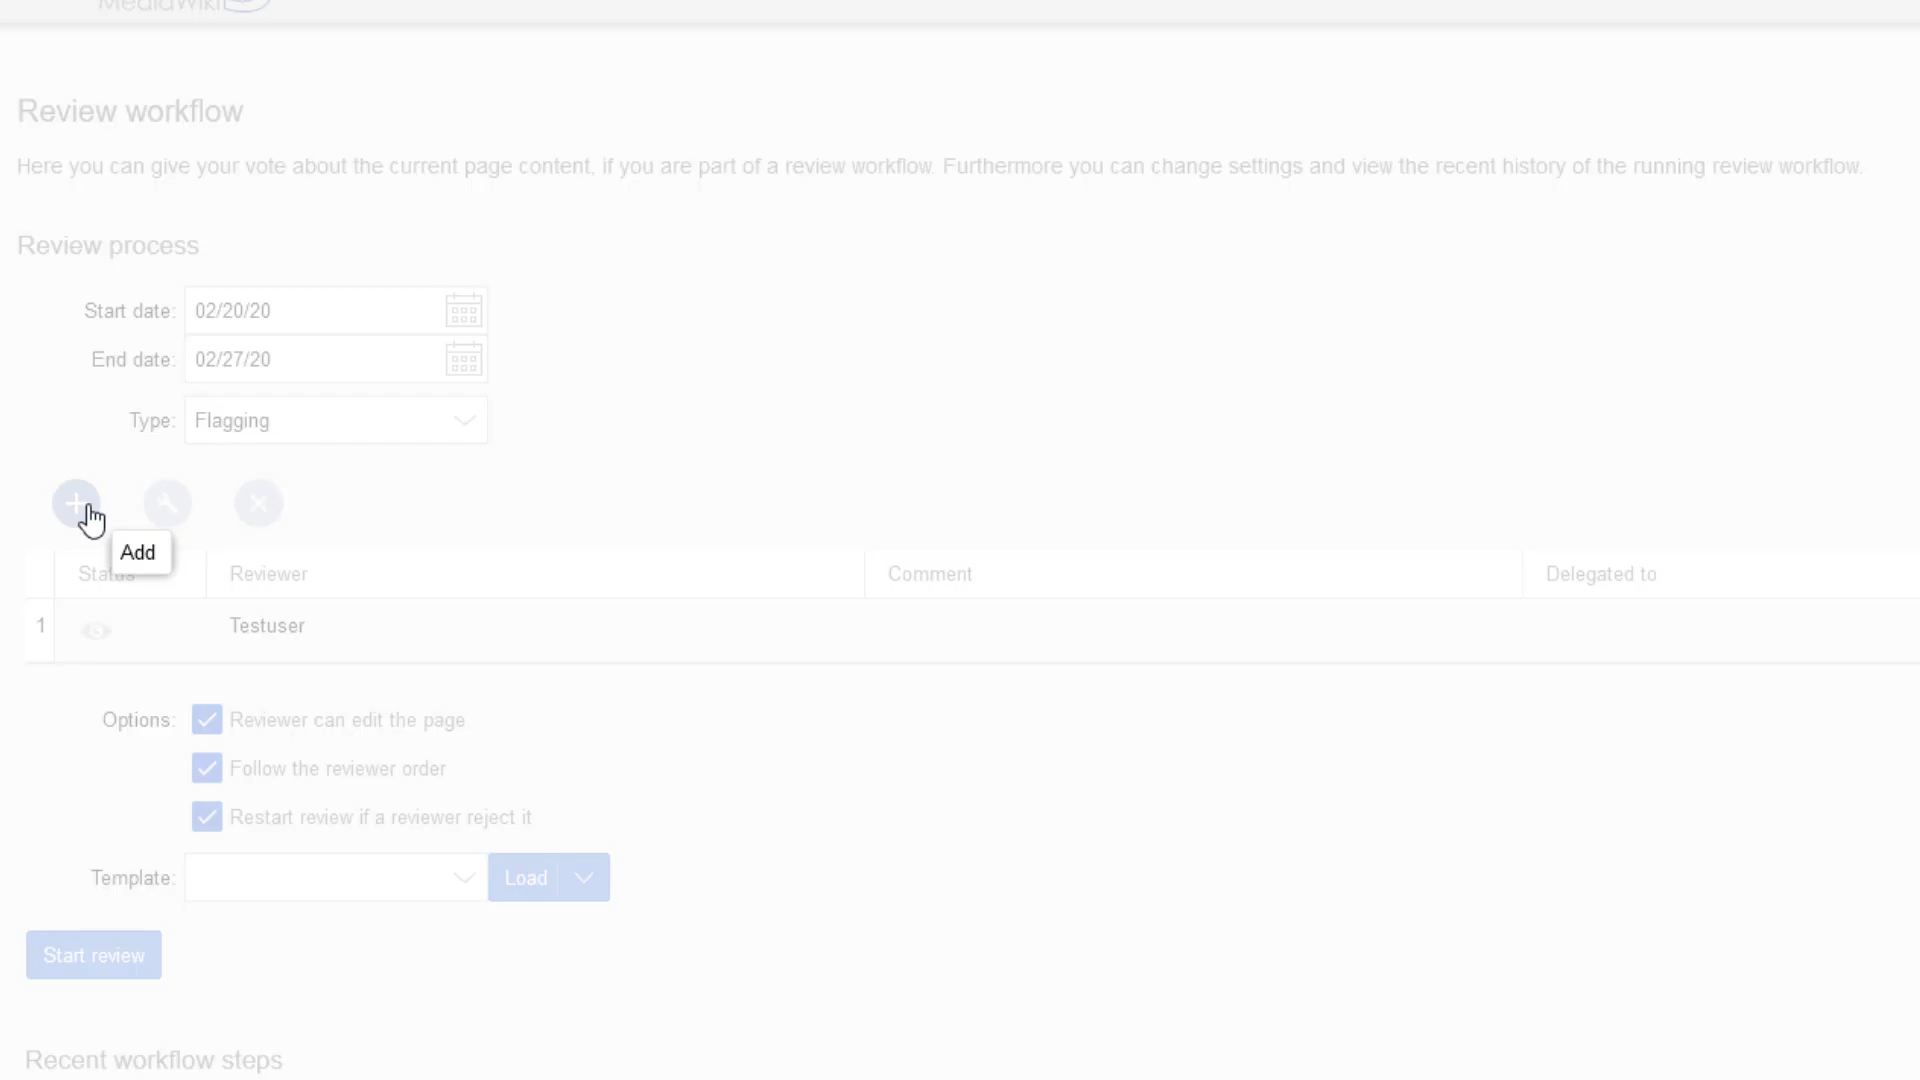 MediaWiki
Review workflow
Here you can give your vote about the current page content, if you are part of a review workflow. Furthermore you can change settings and view the recent history of the running review workflow.
Review process
Start date: 02/20/20
End date: 02/27/20
Type: Flagging
Add
Status Reviewer Comment Delegated to
1 Testuser
Options: Reviewer can edit the page
Follow the reviewer order
Restart review if a reviewer reject it
Template: Load
Start review
Recent workflow steps